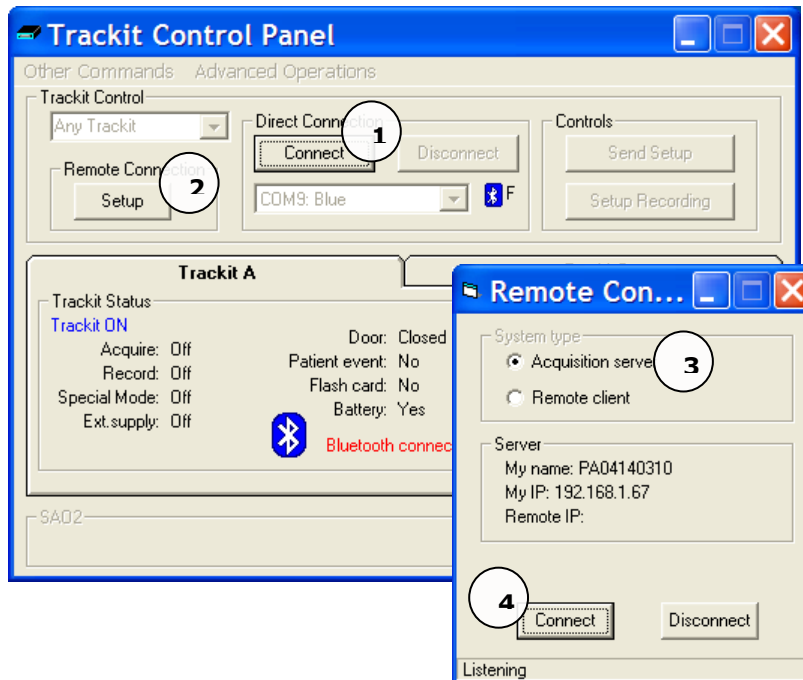 Trackit Control Panel
Other Commands Advanced Operations
Trackit Control
Any Trackit
Direct Connection
1
Connect
Disconnect
COM9: Blue
F
Controls
Send Setup
Setup Recording
Remote Connection
2
Setup
Trackit A
Trackit Status
Trackit ON
Acquire: Off
Record: Off
Special Mode: Off
Ext.supply: Off
Door: Closed
Patient event: No
Flash card: No
Battery: Yes
Bluetooth connec
SAO2
Remote Con...
System type
Acquisition serve
3
Remote client
Server
My name: PA04140310
My IP: 192.168.1.67
Remote IP:
4
Connect
Disconnect
Listening